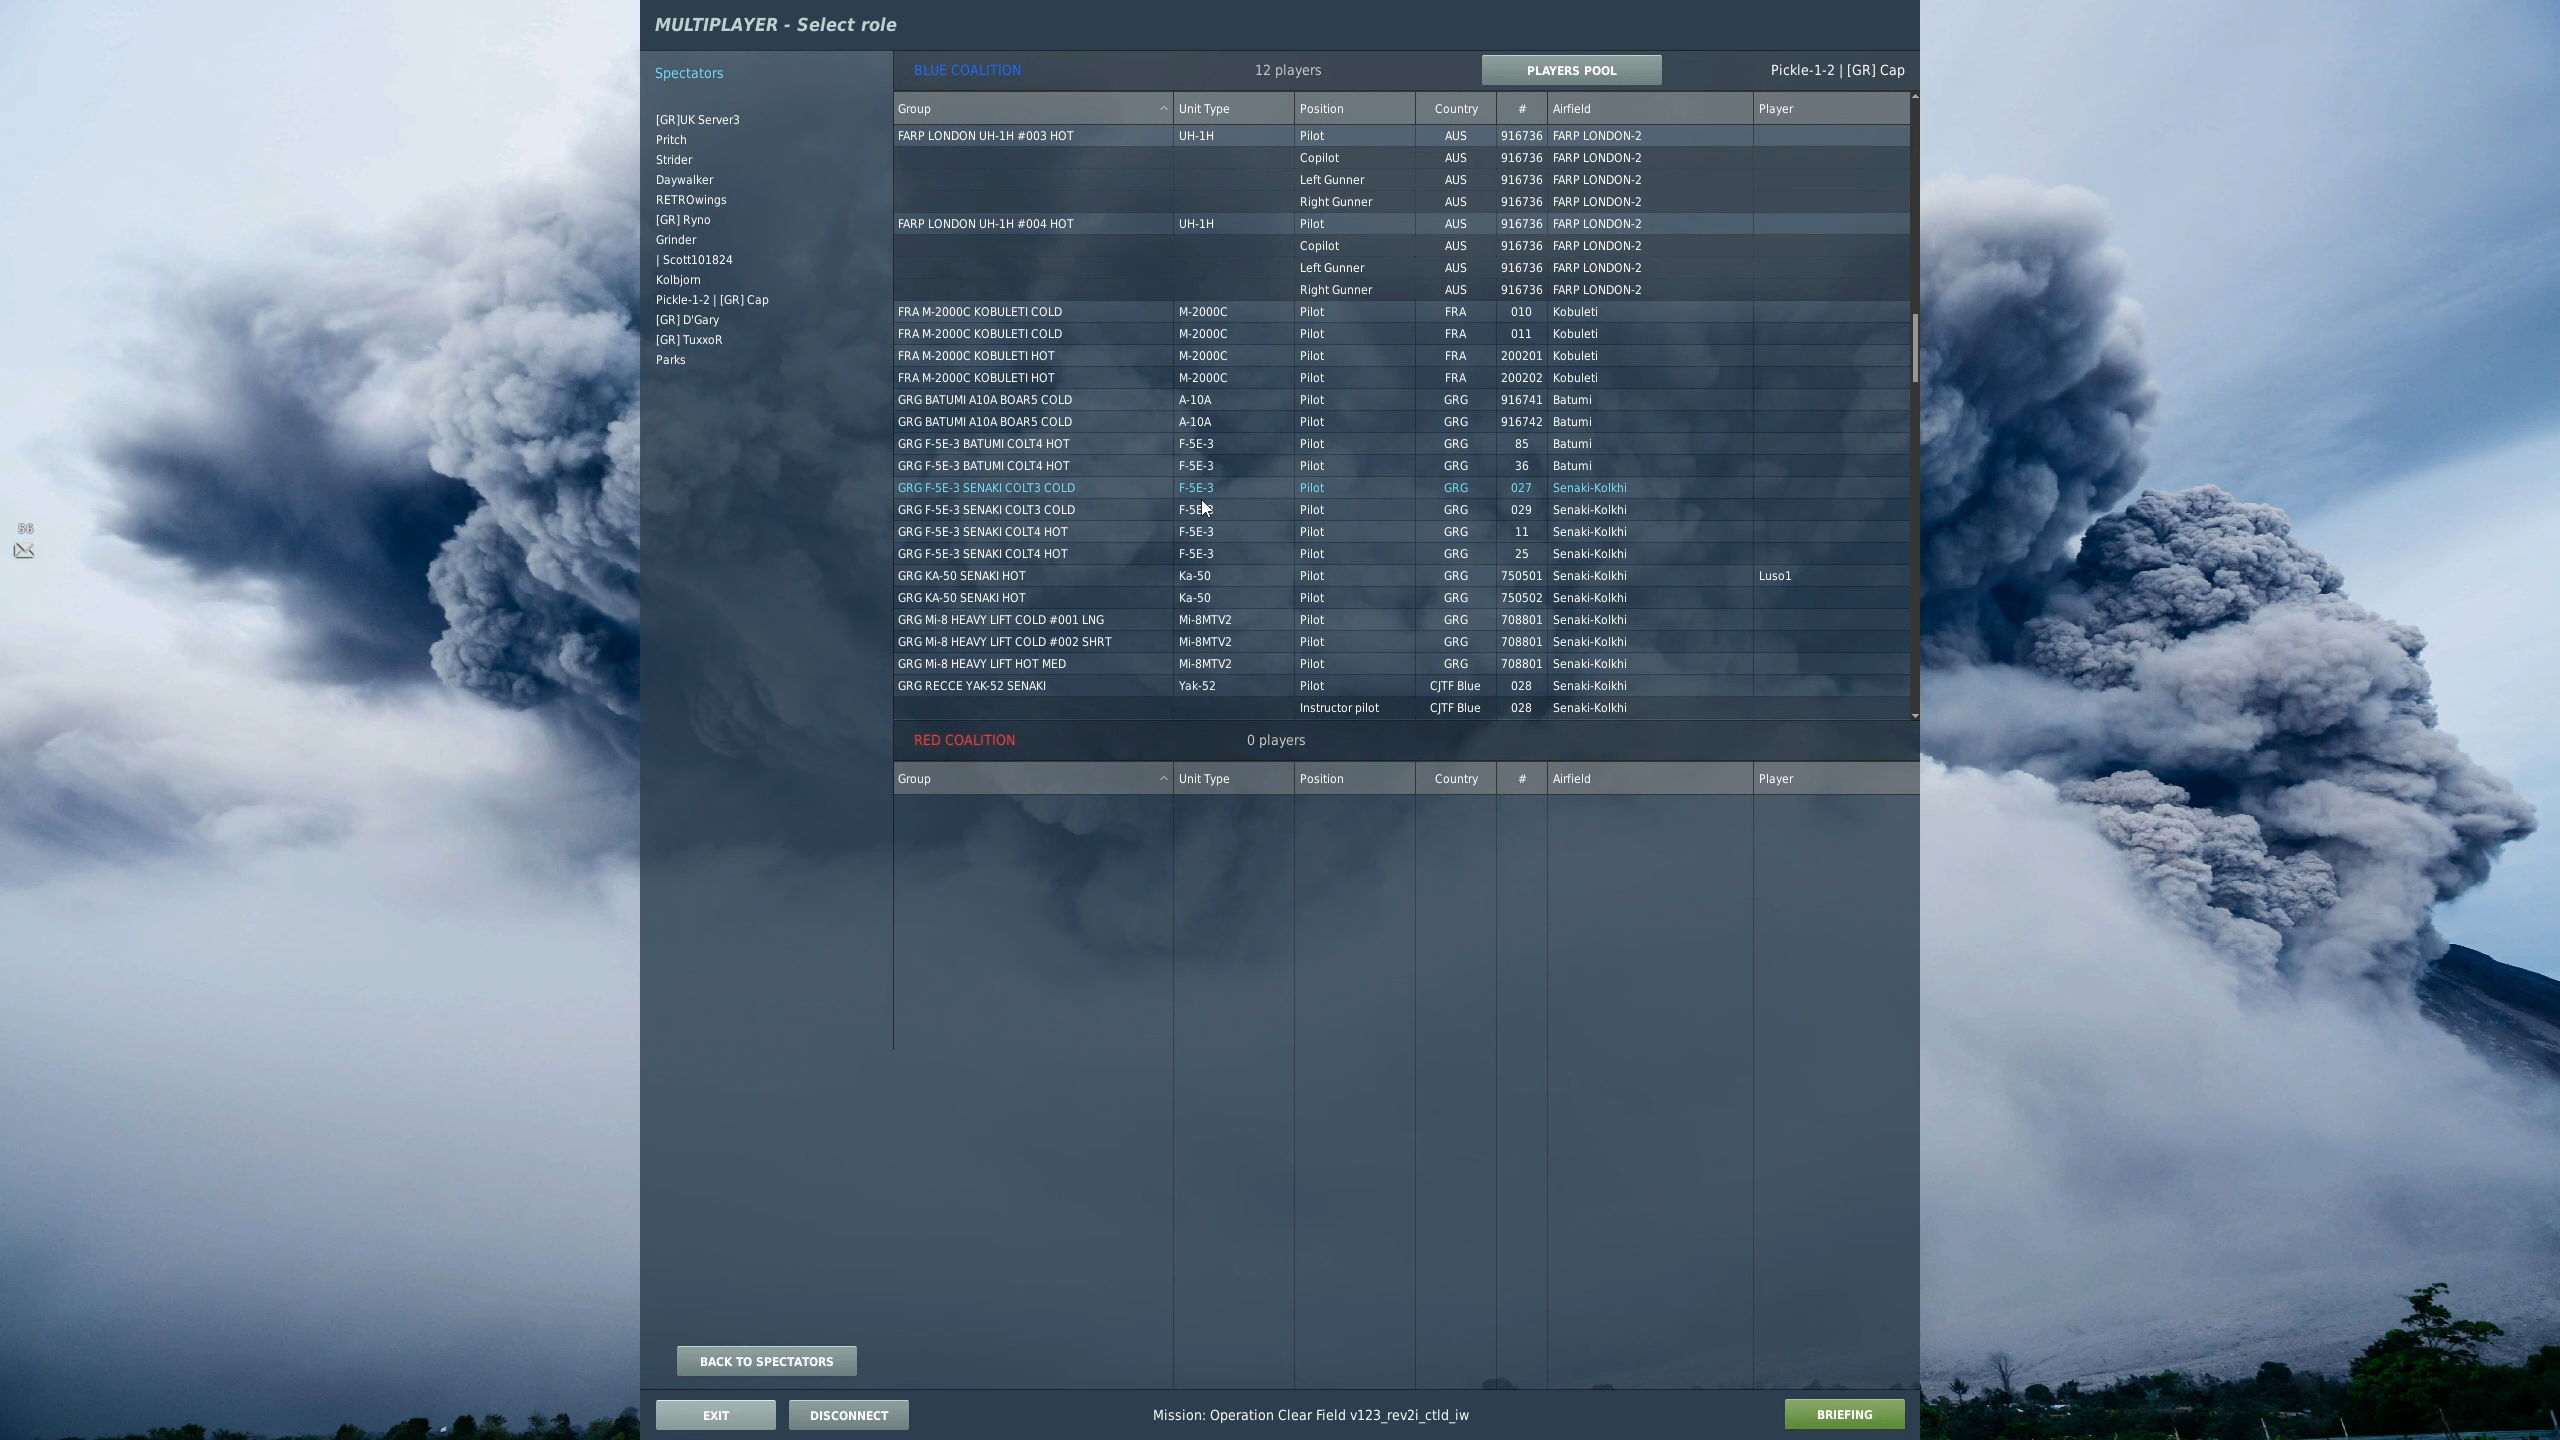 MULTIPLAYER - Select role
Spectators
[GR]UK Server3
Pritch
Strider
Daywalker
RETROwings
[GR] Ryno
Grinder
| Scott101824
Kolbjorn
Pickle-1-2 | [GR] Cap
[GR] D'Gary
[GR] TuxxoR
Parks
BLUE COALITION 12 players PLAYERS POOL Pickle-1-2 | [GR] Cap
Group Unit Type Position Country # Airfield Player
FARP LONDON UH-1H #003 HOT UH-1H Pilot AUS 916736 FARP LONDON-2
Copilot AUS 916736 FARP LONDON-2
Left Gunner AUS 916736 FARP LONDON-2
Right Gunner AUS 916736 FARP LONDON-2
FARP LONDON UH-1H #004 HOT UH-1H Pilot AUS 916736 FARP LONDON-2
Copilot AUS 916736 FARP LONDON-2
Left Gunner AUS 916736 FARP LONDON-2
Right Gunner AUS 916736 FARP LONDON-2
FRA M-2000C KOBULETI COLD M-2000C Pilot FRA 010 Kobuleti
FRA M-2000C KOBULETI COLD M-2000C Pilot FRA 011 Kobuleti
FRA M-2000C KOBULETI HOT M-2000C Pilot FRA 200201 Kobuleti
FRA M-2000C KOBULETI HOT M-2000C Pilot FRA 200202 Kobuleti
GRG BATUMI A10A BOAR5 COLD A-10A Pilot GRG 916741 Batumi
GRG BATUMI A10A BOAR5 COLD A-10A Pilot GRG 916742 Batumi
GRG F-5E-3 BATUMI COLT4 HOT F-5E-3 Pilot GRG 85 Batumi
GRG F-5E-3 BATUMI COLT4 HOT F-5E-3 Pilot GRG 36 Batumi
GRG F-5E-3 SENAKI COLT3 COLD F-5E-3 Pilot GRG 027 Senaki-Kolkhi
GRG F-5E-3 SENAKI COLT3 COLD F-5E-3 Pilot GRG 029 Senaki-Kolkhi
GRG F-5E-3 SENAKI COLT4 HOT F-5E-3 Pilot GRG 11 Senaki-Kolkhi
GRG F-5E-3 SENAKI COLT4 HOT F-5E-3 Pilot GRG 25 Senaki-Kolkhi
GRG KA-50 SENAKI HOT Ka-50 Pilot GRG 750501 Senaki-Kolkhi Luso1
GRG KA-50 SENAKI HOT Ka-50 Pilot GRG 750502 Senaki-Kolkhi
GRG Mi-8 HEAVY LIFT COLD #001 LNG Mi-8MTV2 Pilot GRG 708801 Senaki-Kolkhi
GRG Mi-8 HEAVY LIFT COLD #002 SHRT Mi-8MTV2 Pilot GRG 708801 Senaki-Kolkhi
GRG Mi-8 HEAVY LIFT HOT MED Mi-8MTV2 Pilot GRG 708801 Senaki-Kolkhi
GRG RECCE YAK-52 SENAKI Yak-52 Pilot CJTF Blue 028 Senaki-Kolkhi
Instructor pilot CJTF Blue 028 Senaki-Kolkhi
RED COALITION 0 players
Group Unit Type Position Country # Airfield Player
56
BACK TO SPECTATORS
EXIT DISCONNECT Mission: Operation Clear Field v123_rev2i_ctld_iw BRIEFING